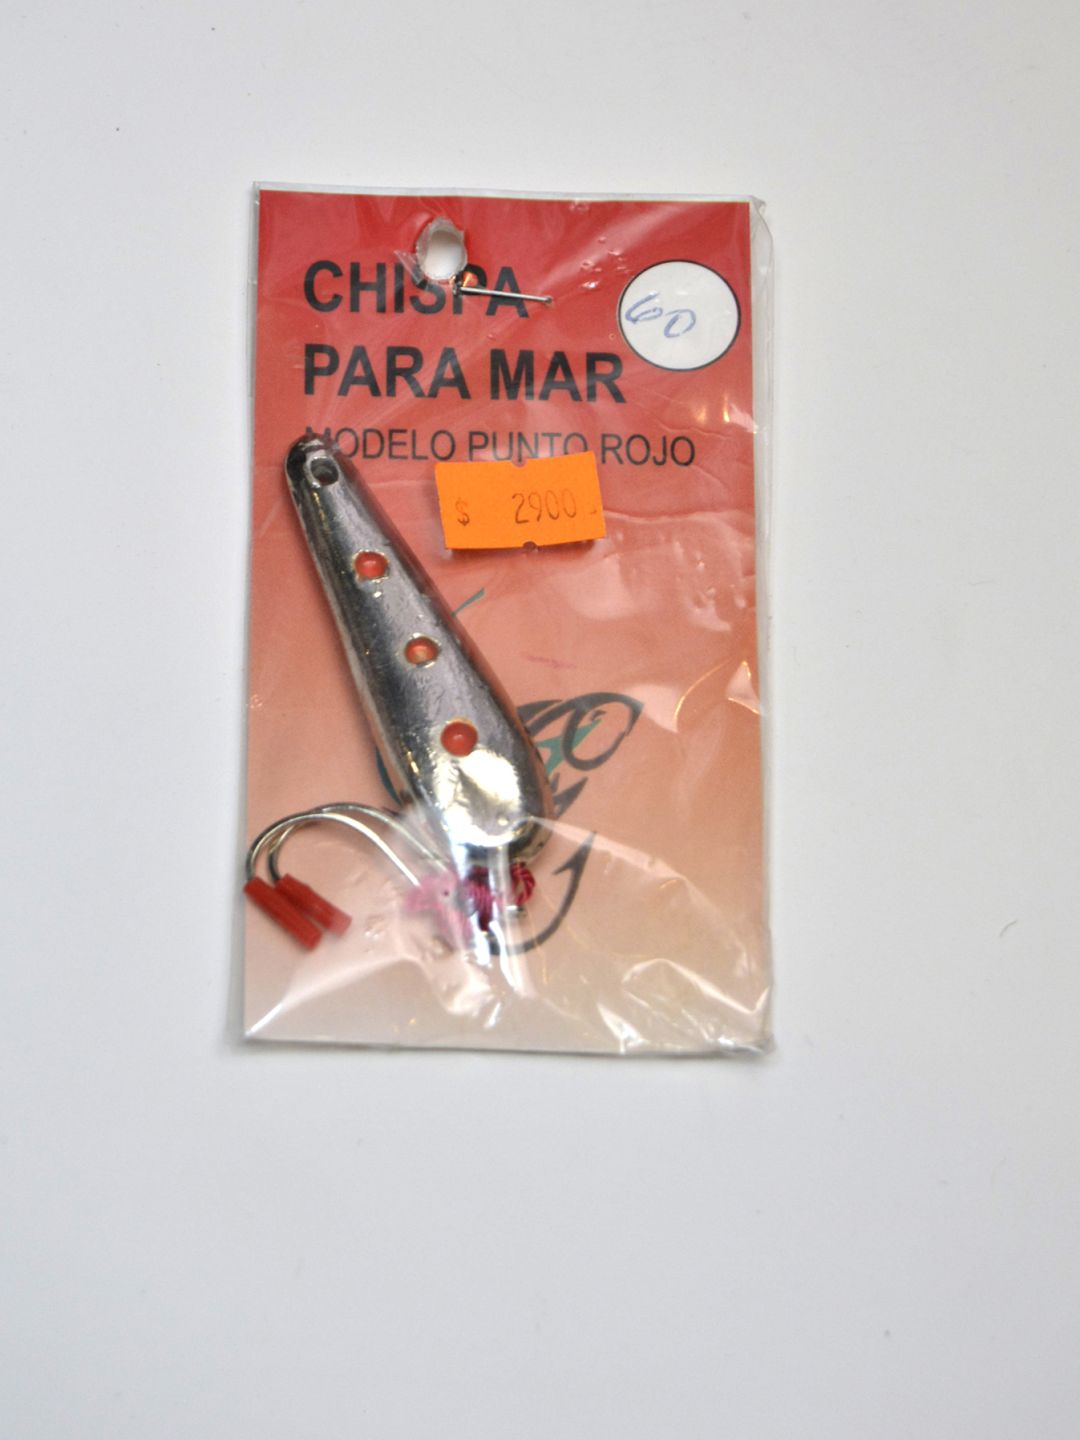 CHISPA
60
PARA MAR
MODELO PUNTO ROJO
$ 2900